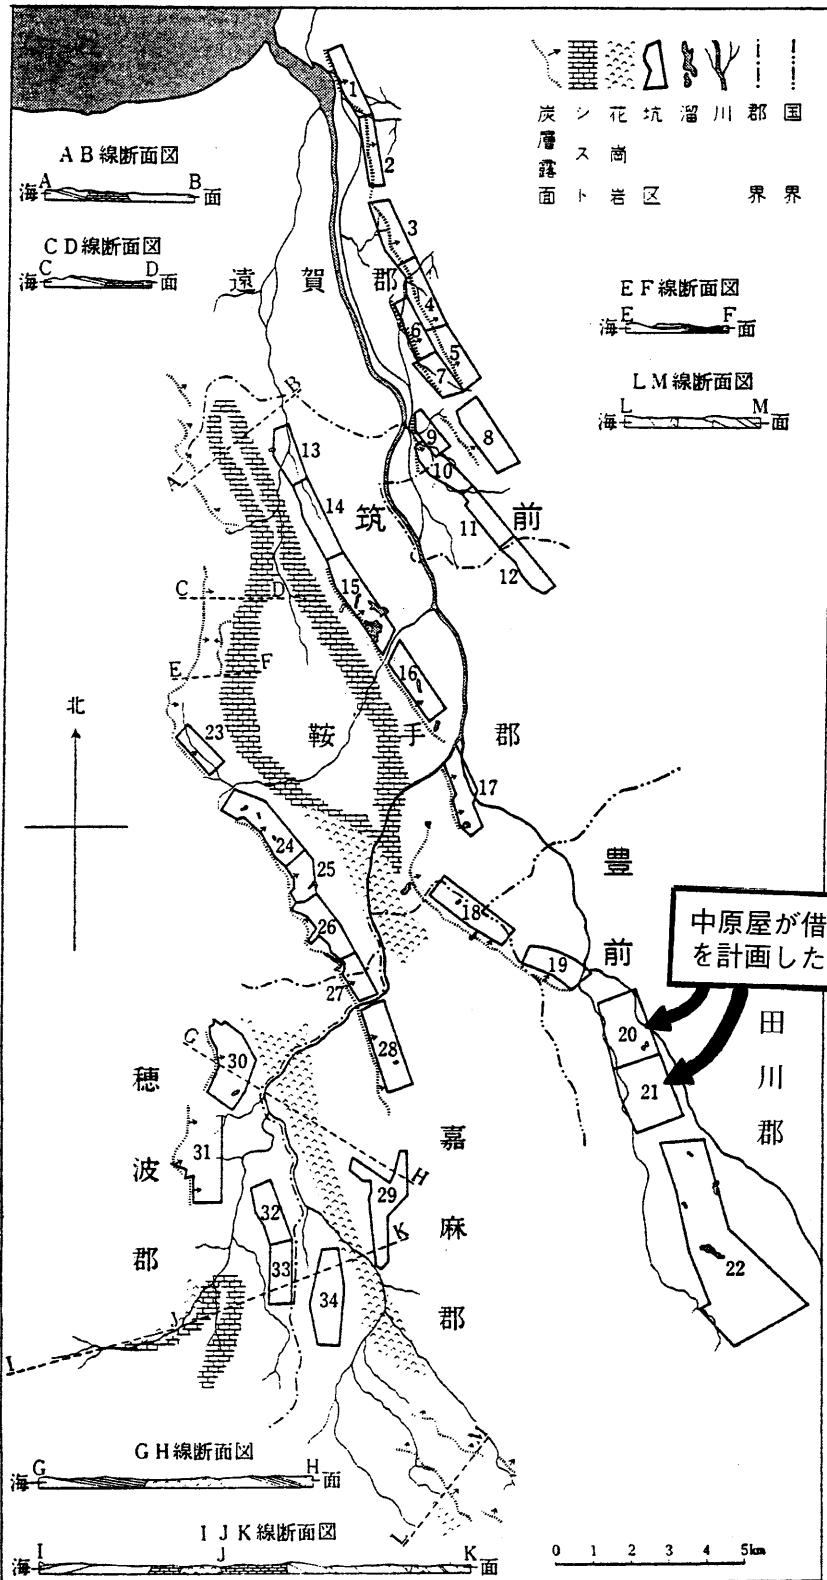 炭層露面
シスト
花崗岩
坑区
溜
川
郡界
国界
AB線断面図
A B
海 面
CD線断面図
C D
海 面
EF線断面図
E F
海 面
LM線断面図
L M
海 面
遠賀郡
1
2
3
4
5
6
7
8
9
10
11
12
13
14
15
16
17
18
19
20
21
22
23
24
25
26
27
28
29
30
31
32
33
34
A
B
C
D
E
F
G
H
I
J
K
L
筑前
鞍手郡
北
豊前
中原屋が借
を計画した
田川郡
穂波郡
嘉麻郡
GH線断面図
G H
海 面
IJK線断面図
I J K
海 面
0 1 2 3 4 5km